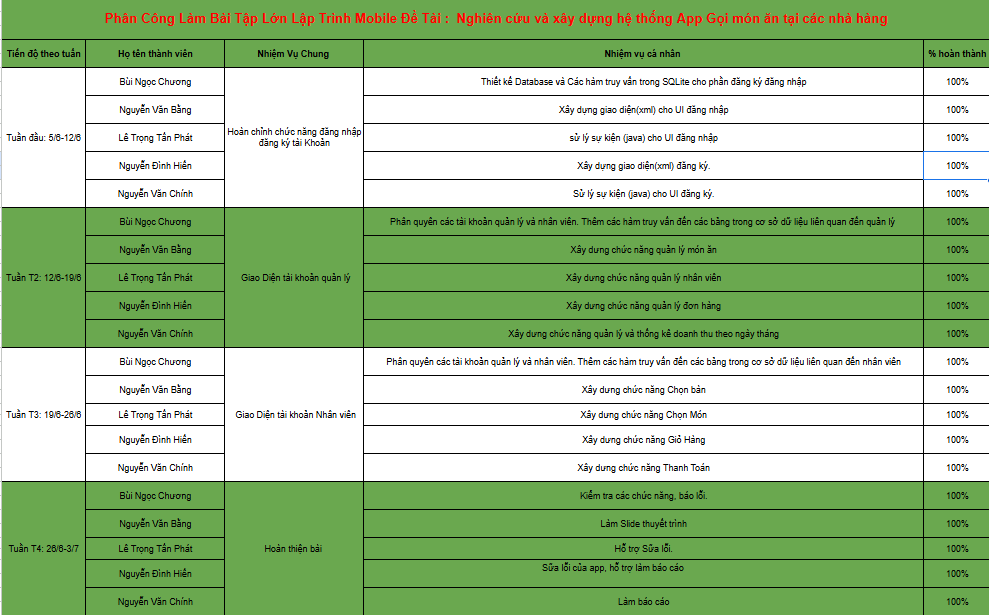 Phân Công Làm Bài Tập Lớn Lập Trình Mobile Đề Tài : Nghiên cứu và xây dựng hệ thống App Gọi món ăn tại các nhà hàng
Tiến độ theo tuần Họ tên thành viên Nhiệm Vụ Chung Nhiệm vụ cá nhân % hoàn thành
Tuần đầu: 5/6-12/6
Hoàn chỉnh chức năng đăng nhập
đăng ký tài Khoản
Bùi Ngọc Chương Thiết kế Database và Các hàm truy vấn trong SQLite cho phần đăng ký đăng nhập 100%
Nguyễn Văn Bằng Xây dựng giao diện(xml) cho UI đăng nhập 100%
Lê Trọng Tấn Phát sử lý sự kiện (java) cho UI đăng nhập 100%
Nguyễn Đình Hiến Xây dựng giao diện(xml) đăng ký. 100%
Nguyễn Văn Chính Sử lý sự kiện (java) cho UI đăng ký. 100%
Tuần T2: 12/6-19/6
Giao Diện tài khoản quản lý
Bùi Ngọc Chương Phân quyền các tài khoản quản lý và nhân viên. Thêm các hàm truy vấn đến các bảng trong cơ sở dữ liệu liên quan đến quản lý 100%
Nguyễn Văn Bằng Xây dưng chức năng quản lý món ăn 100%
Lê Trọng Tấn Phát Xây dưng chức năng quản lý nhân viên 100%
Nguyễn Đình Hiến Xây dưng chức năng quản lý đơn hàng 100%
Nguyễn Văn Chính Xây dưng chức năng quản lý và thống kê doanh thu theo ngày tháng 100%
Tuần T3: 19/6-26/6
Giao Diện tài khoản Nhân viên
Bùi Ngọc Chương Phân quyền các tài khoản quản lý và nhân viên. Thêm các hàm truy vấn đến các bảng trong cơ sở dữ liệu liên quan đến nhân viên 100%
Nguyễn Văn Bằng Xây dưng chức năng Chọn bàn 100%
Lê Trọng Tấn Phát Xây dưng chức năng Chọn Món 100%
Nguyễn Đình Hiến Xây dưng chức năng Giỏ Hàng 100%
Nguyễn Văn Chính Xây dưng chức năng Thanh Toán 100%
Tuần T4: 26/6-3/7
Hoàn thiện bài
Bùi Ngọc Chương Kiểm tra các chức năng, báo lỗi. 100%
Nguyễn Văn Bằng Làm Slide thuyết trình 100%
Lê Trọng Tấn Phát Hỗ trợ Sữa lỗi. 100%
Nguyễn Đình Hiến Sữa lỗi của app, hổ trợ làm báo cáo 100%
Nguyễn Văn Chính Làm báo cáo 100%